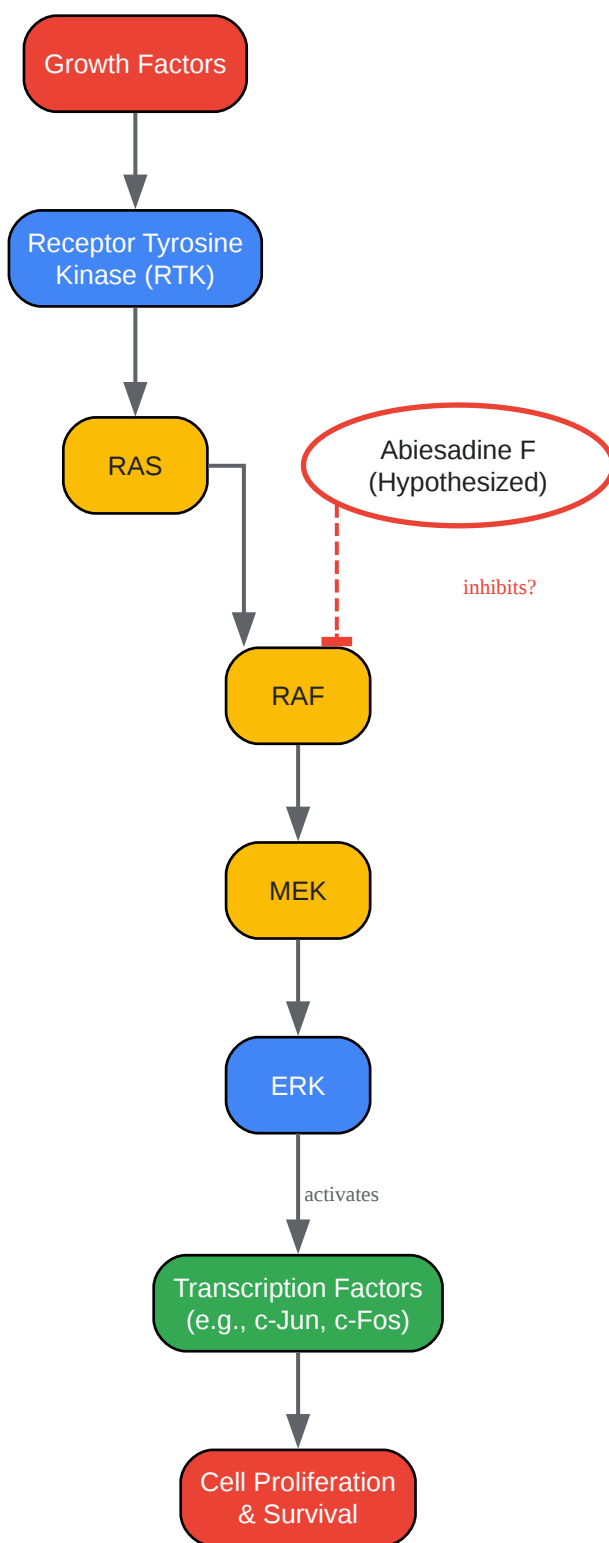 Growth Factors
Receptor Tyrosine
Kinase (RTK)
RAS
Abiesadine F
(Hypothesized)
inhibits?
RAF
MEK
ERK
activates
Transcription Factors
(e.g., c-Jun, c-Fos)
Cell Proliferation
& Survival